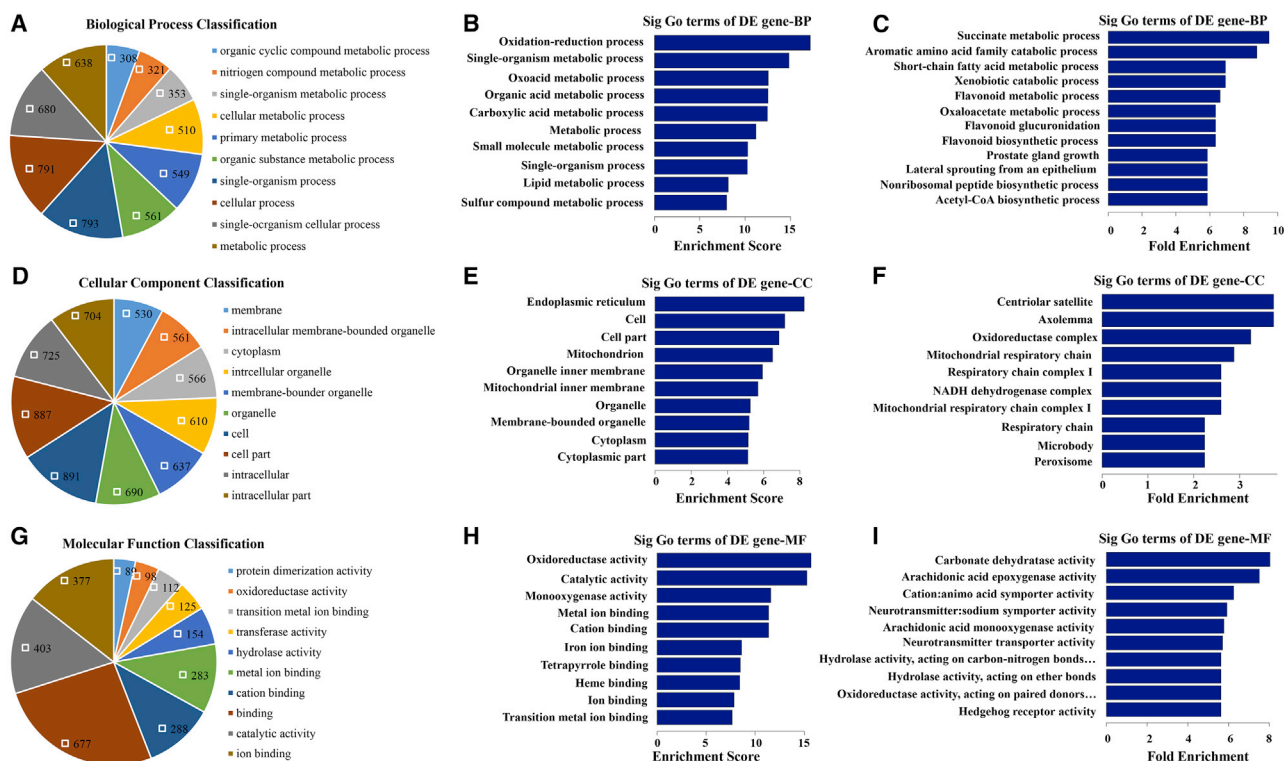 A
Biological Process Classification
308
321
353
510
549
561
793
791
680
638
organic cyclic compound metabolic process
nitrogen compound metabolic process
single-organism metabolic process
cellular metabolic process
primary metabolic process
organic substance metabolic process
single-organism process
cellular process
single-ocrganism cellular process
metabolic process
B
Sig Go terms of DE gene-BP
Oxidation-reduction process
Single-organism metabolic process
Oxoacid metabolic process
Organic acid metabolic process
Carboxylic acid metabolic process
Metabolic process
Small molecule metabolic process
Single-organism process
Lipid metabolic process
Sulfur compound metabolic process
0 5 10 15
Enrichment Score
C
Sig Go terms of DE gene-BP
Succinate metabolic process
Aromatic amino acid family catabolic process
Short-chain fatty acid metabolic process
Xenobiotic catabolic process
Flavonoid metabolic process
Oxaloacetate metabolic process
Flavonoid glucuronidation
Flavonoid biosynthetic process
Prostate gland growth
Lateral sprouting from an epithelium
Nonribosomal peptide biosynthetic process
Acetyl-CoA biosynthetic process
0 2 4 6 8 10
Fold Enrichment
D
Cellular Component Classification
530
561
566
610
637
690
891
887
725
704
membrane
intracellular membrane-bounded organelle
cytoplasm
intrcellular organelle
membrane-bounder organelle
organelle
cell
cell part
intracellular
intracellular part
E
Sig Go terms of DE gene-CC
Endoplasmic reticulum
Cell
Cell part
Mitochondrion
Organelle inner membrane
Mitochondrial inner membrane
Organelle
Membrane-bounded organelle
Cytoplasm
Cytoplasmic part
0 2 4 6 8
Enrichment Score
F
Sig Go terms of DE gene-CC
Centriolar satellite
Axolemma
Oxidoreductase complex
Mitochondrial respiratory chain
Respiratory chain complex I
NADH dehydrogenase complex
Mitochondrial respiratory chain complex I
Respiratory chain
Microbody
Peroxisome
0 1 2 3
Fold Enrichment
G
Molecular Function Classification
89
98
112
125
154
283
288
677
403
377
protein dimerization activity
oxidoreductase activity
transition metal ion binding
transferase activity
hydrolase activity
metal ion binding
cation binding
binding
catalytic activity
ion binding
H
Sig Go terms of DE gene-MF
Oxidoreductase activity
Catalytic activity
Monooxygenase activity
Metal ion binding
Cation binding
Iron ion binding
Tetrapyrrole binding
Heme binding
Ion binding
Transition metal ion binding
0 5 10 15
Enrichment Score
I
Sig Go terms of DE gene-MF
Carbonate dehydratase activity
Arachidonic acid epoxygenase activity
Cation:animo acid symporter activity
Neurotransmitter:sodium symporter activity
Arachidonic acid monooxygenase activity
Neurotransmitter transporter activity
Hydrolase activity, acting on carbon-nitrogen bonds…
Hydrolase activity, acting on ether bonds
Oxidoreductase activity, acting on paired donors…
Hedgehog receptor activity
0 2 4 6 8
Fold Enrichment